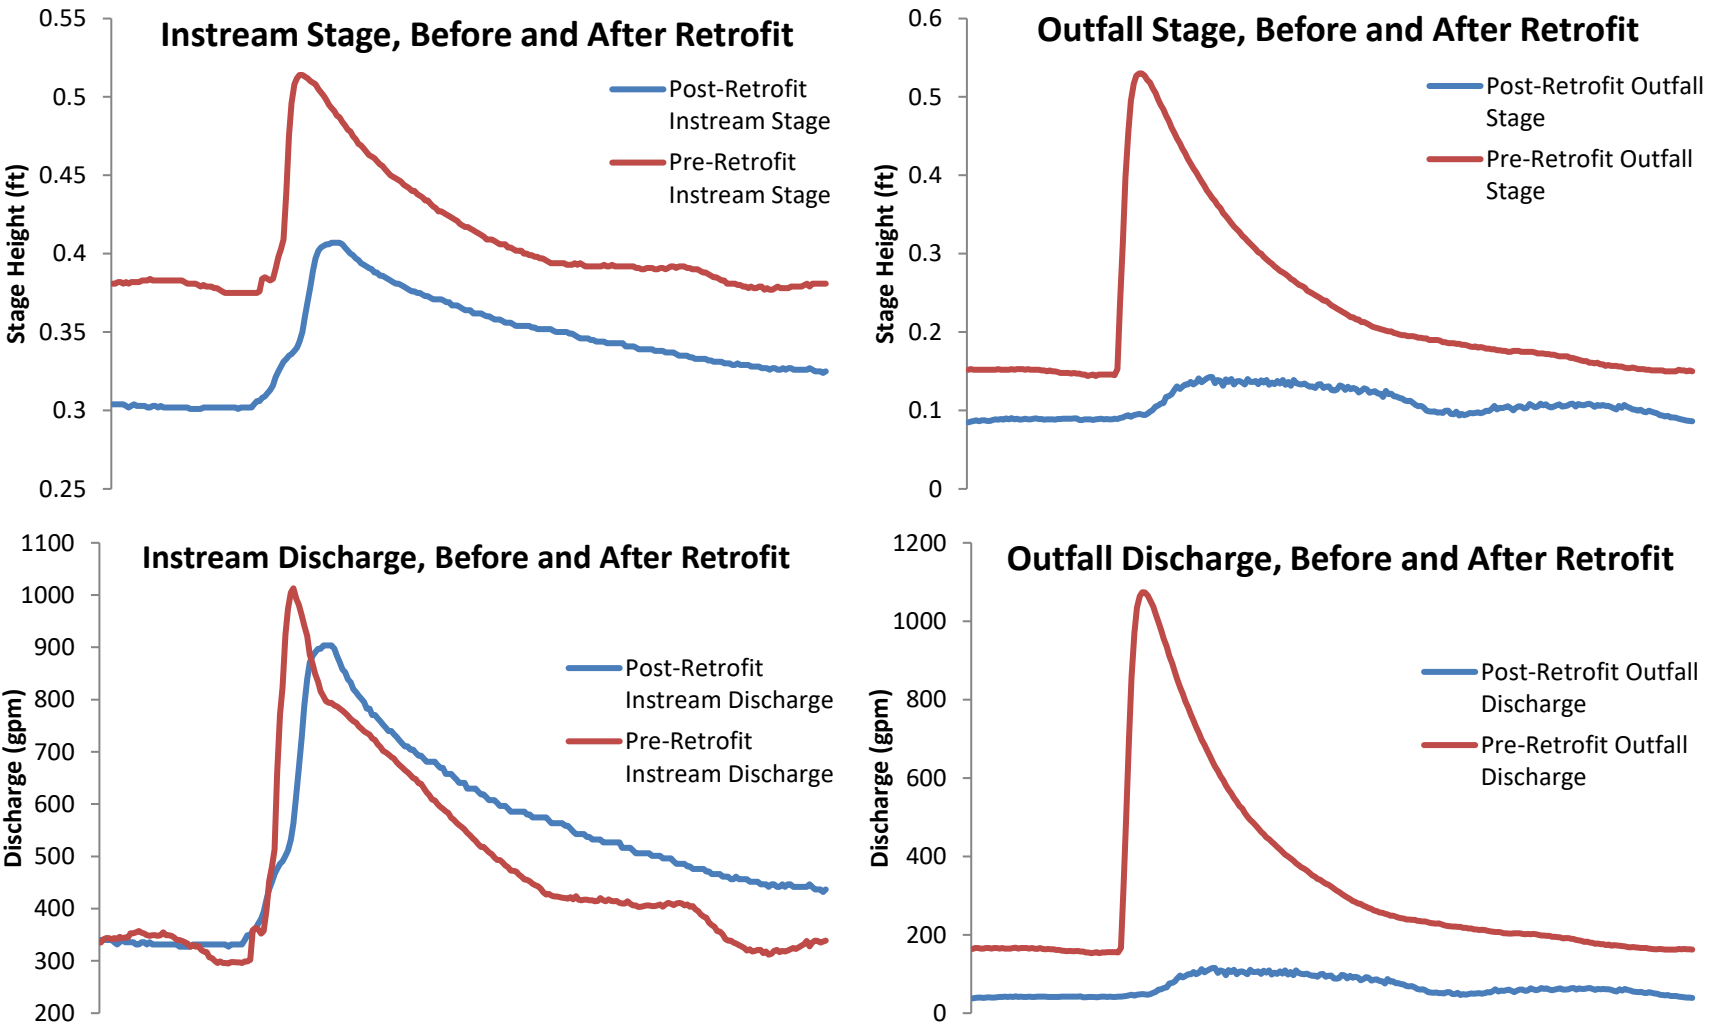 Instream Stage, Before and After Retrofit
0.55
0.5
0.45
0.4
0.35
0.3
0.25
Stage Height (ft)
Post-Retrofit
Instream Stage
Pre-Retrofit
Instream Stage
Outfall Stage, Before and After Retrofit
0.6
0.5
0.4
0.3
0.2
0.1
0
Stage Height (ft)
Post-Retrofit Outfall
Stage
Pre-Retrofit Outfall
Stage
Instream Discharge, Before and After Retrofit
1100
1000
900
800
700
600
500
400
300
200
Discharge (gpm)
Post-Retrofit
Instream Discharge
Pre-Retrofit
Instream Discharge
Outfall Discharge, Before and After Retrofit
1200
1000
800
600
400
200
0
Discharge (gpm)
Post-Retrofit Outfall
Discharge
Pre-Retrofit Outfall
Discharge